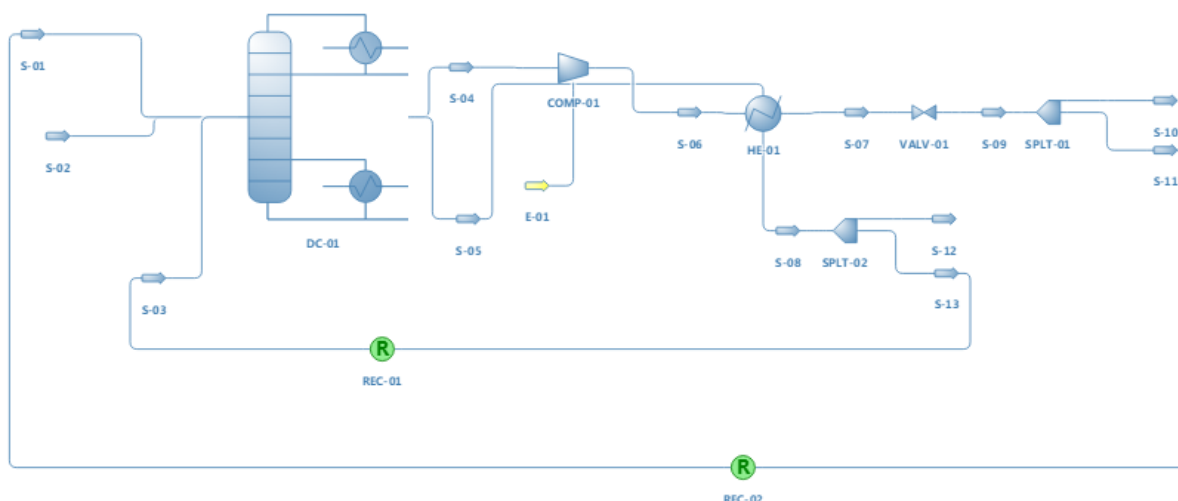 S-01
S-02
S-03
DC-01
S-04
S-05
COMP-01
E-01
S-06
HE-01
S-07
VALV-01
S-09
SPLT-01
S-10
S-11
S-08
SPLT-02
S-12
S-13
R
REC-01
R
REC-02